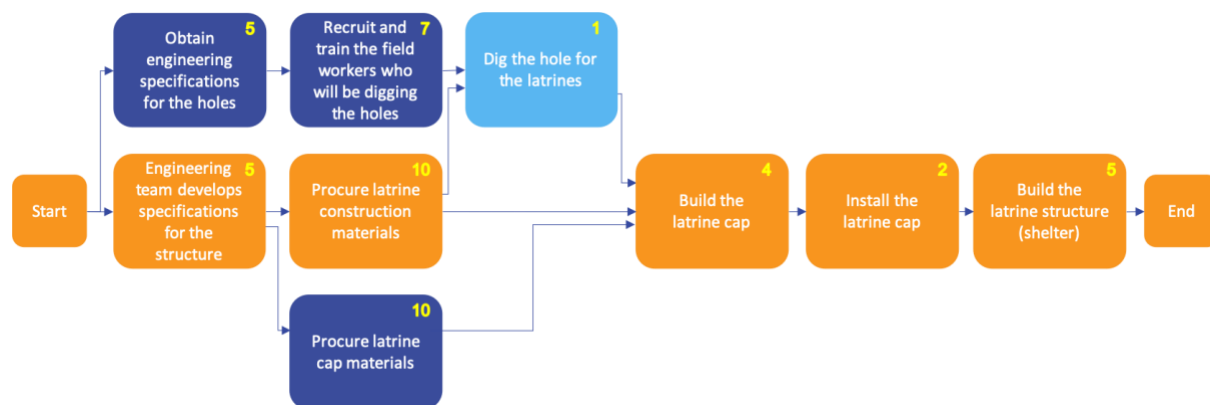 5
Obtain
engineering
specifications
for the holes
7
Recruit and
train the field
workers who
will be digging
the holes
1
Dig the hole for
the latrines
Start
5
Engineering
team develops
specifications
for the
structure
10
Procure latrine
construction
materials
4
Build the
latrine cap
2
Install the
latrine cap
5
Build the
latrine structure
(shelter)
End
10
Procure latrine
cap materials